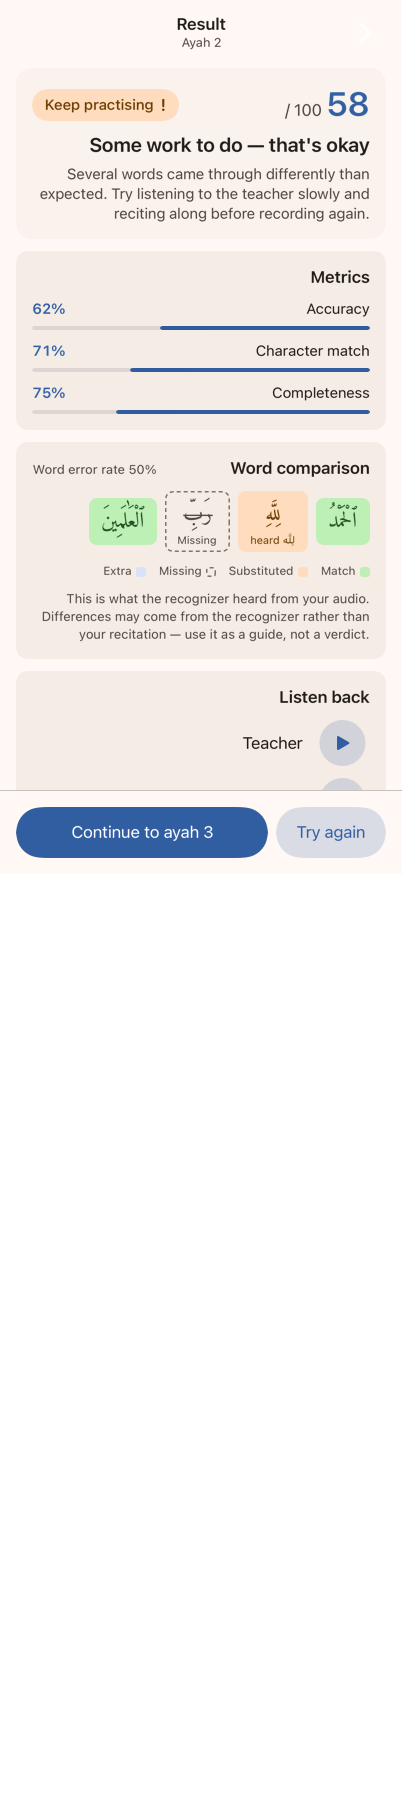 Result
Ayah 2
58 / 100
Keep practising !
Some work to do — that's okay
Several words came through differently than
expected. Try listening to the teacher slowly and
reciting along before recording again.
Metrics
Accuracy 62%
Character match 71%
Completeness 75%
Word comparison
Word error rate 50%
ٱلْحَمْدُ لِلَّهِ رَبِّ ٱلْعَٰلَمِينَ
heard لِلَّه
Missing
Match Substituted Missing Extra
This is what the recognizer heard from your audio.
Differences may come from the recognizer rather than
your recitation — use it as a guide, not a verdict.
Listen back
Teacher
Continue to ayah 3
Try again